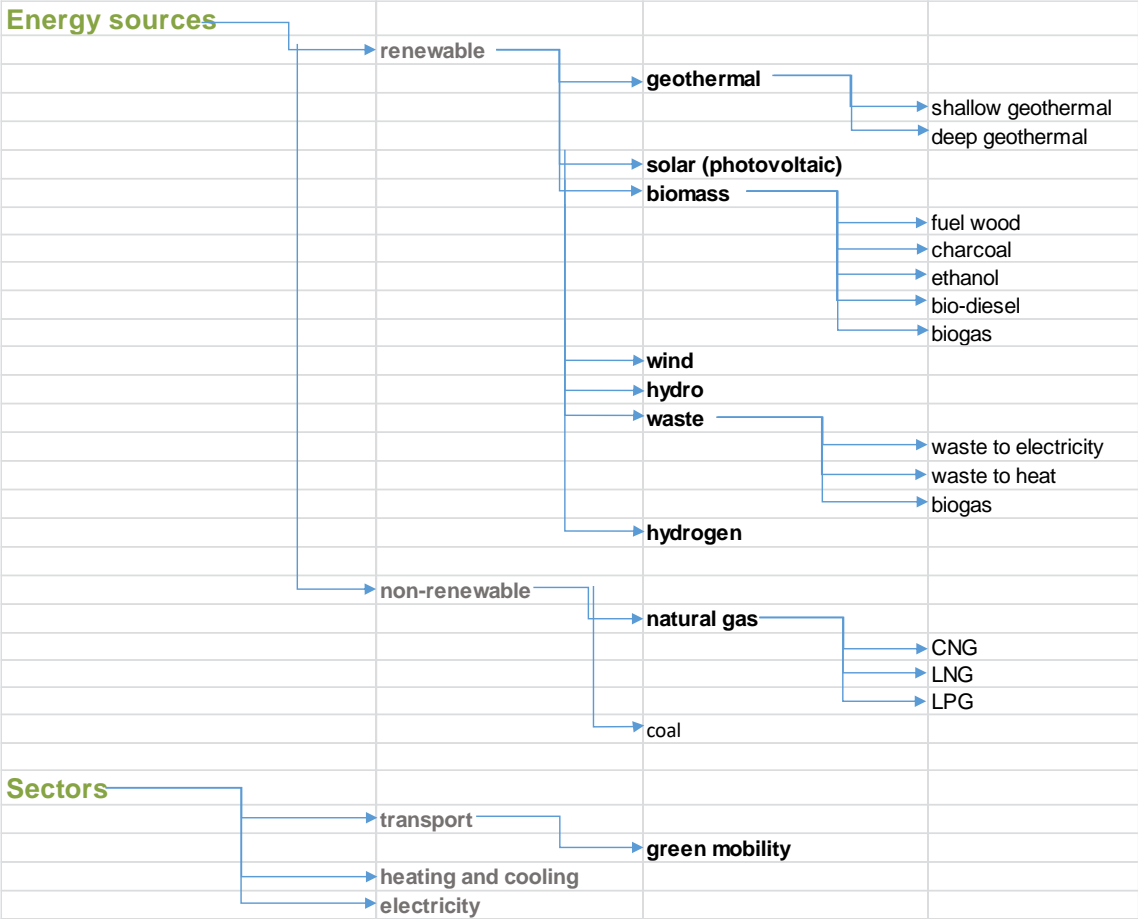 Energy sources
renewable
geothermal
shallow geothermal
deep geothermal
solar (photovoltaic)
biomass
fuel wood
charcoal
ethanol
bio-diesel
biogas
wind
hydro
waste
waste to electricity
waste to heat
biogas
hydrogen
non-renewable
natural gas
CNG
LNG
LPG
coal
Sectors
transport
green mobility
heating and cooling
electricity